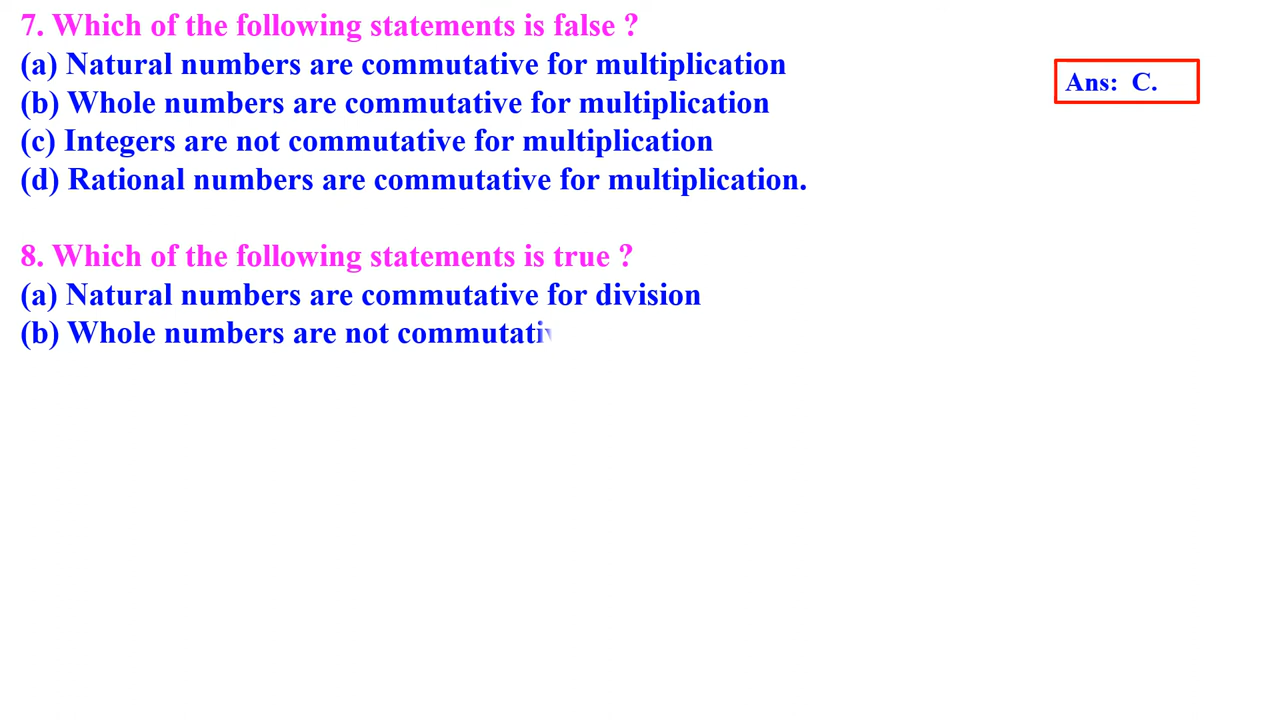 7. Which of the following statements is false ?
(a) Natural numbers are commutative for multiplication
Ans: C.
(b) Whole numbers are commutative for multiplication
(c) Integers are not commutative for multiplication
(d) Rational numbers are commutative for multiplication.
8. Which of the following statements is true ?
(a) Natural numbers are commutative for division
(b) Whole numbers are not